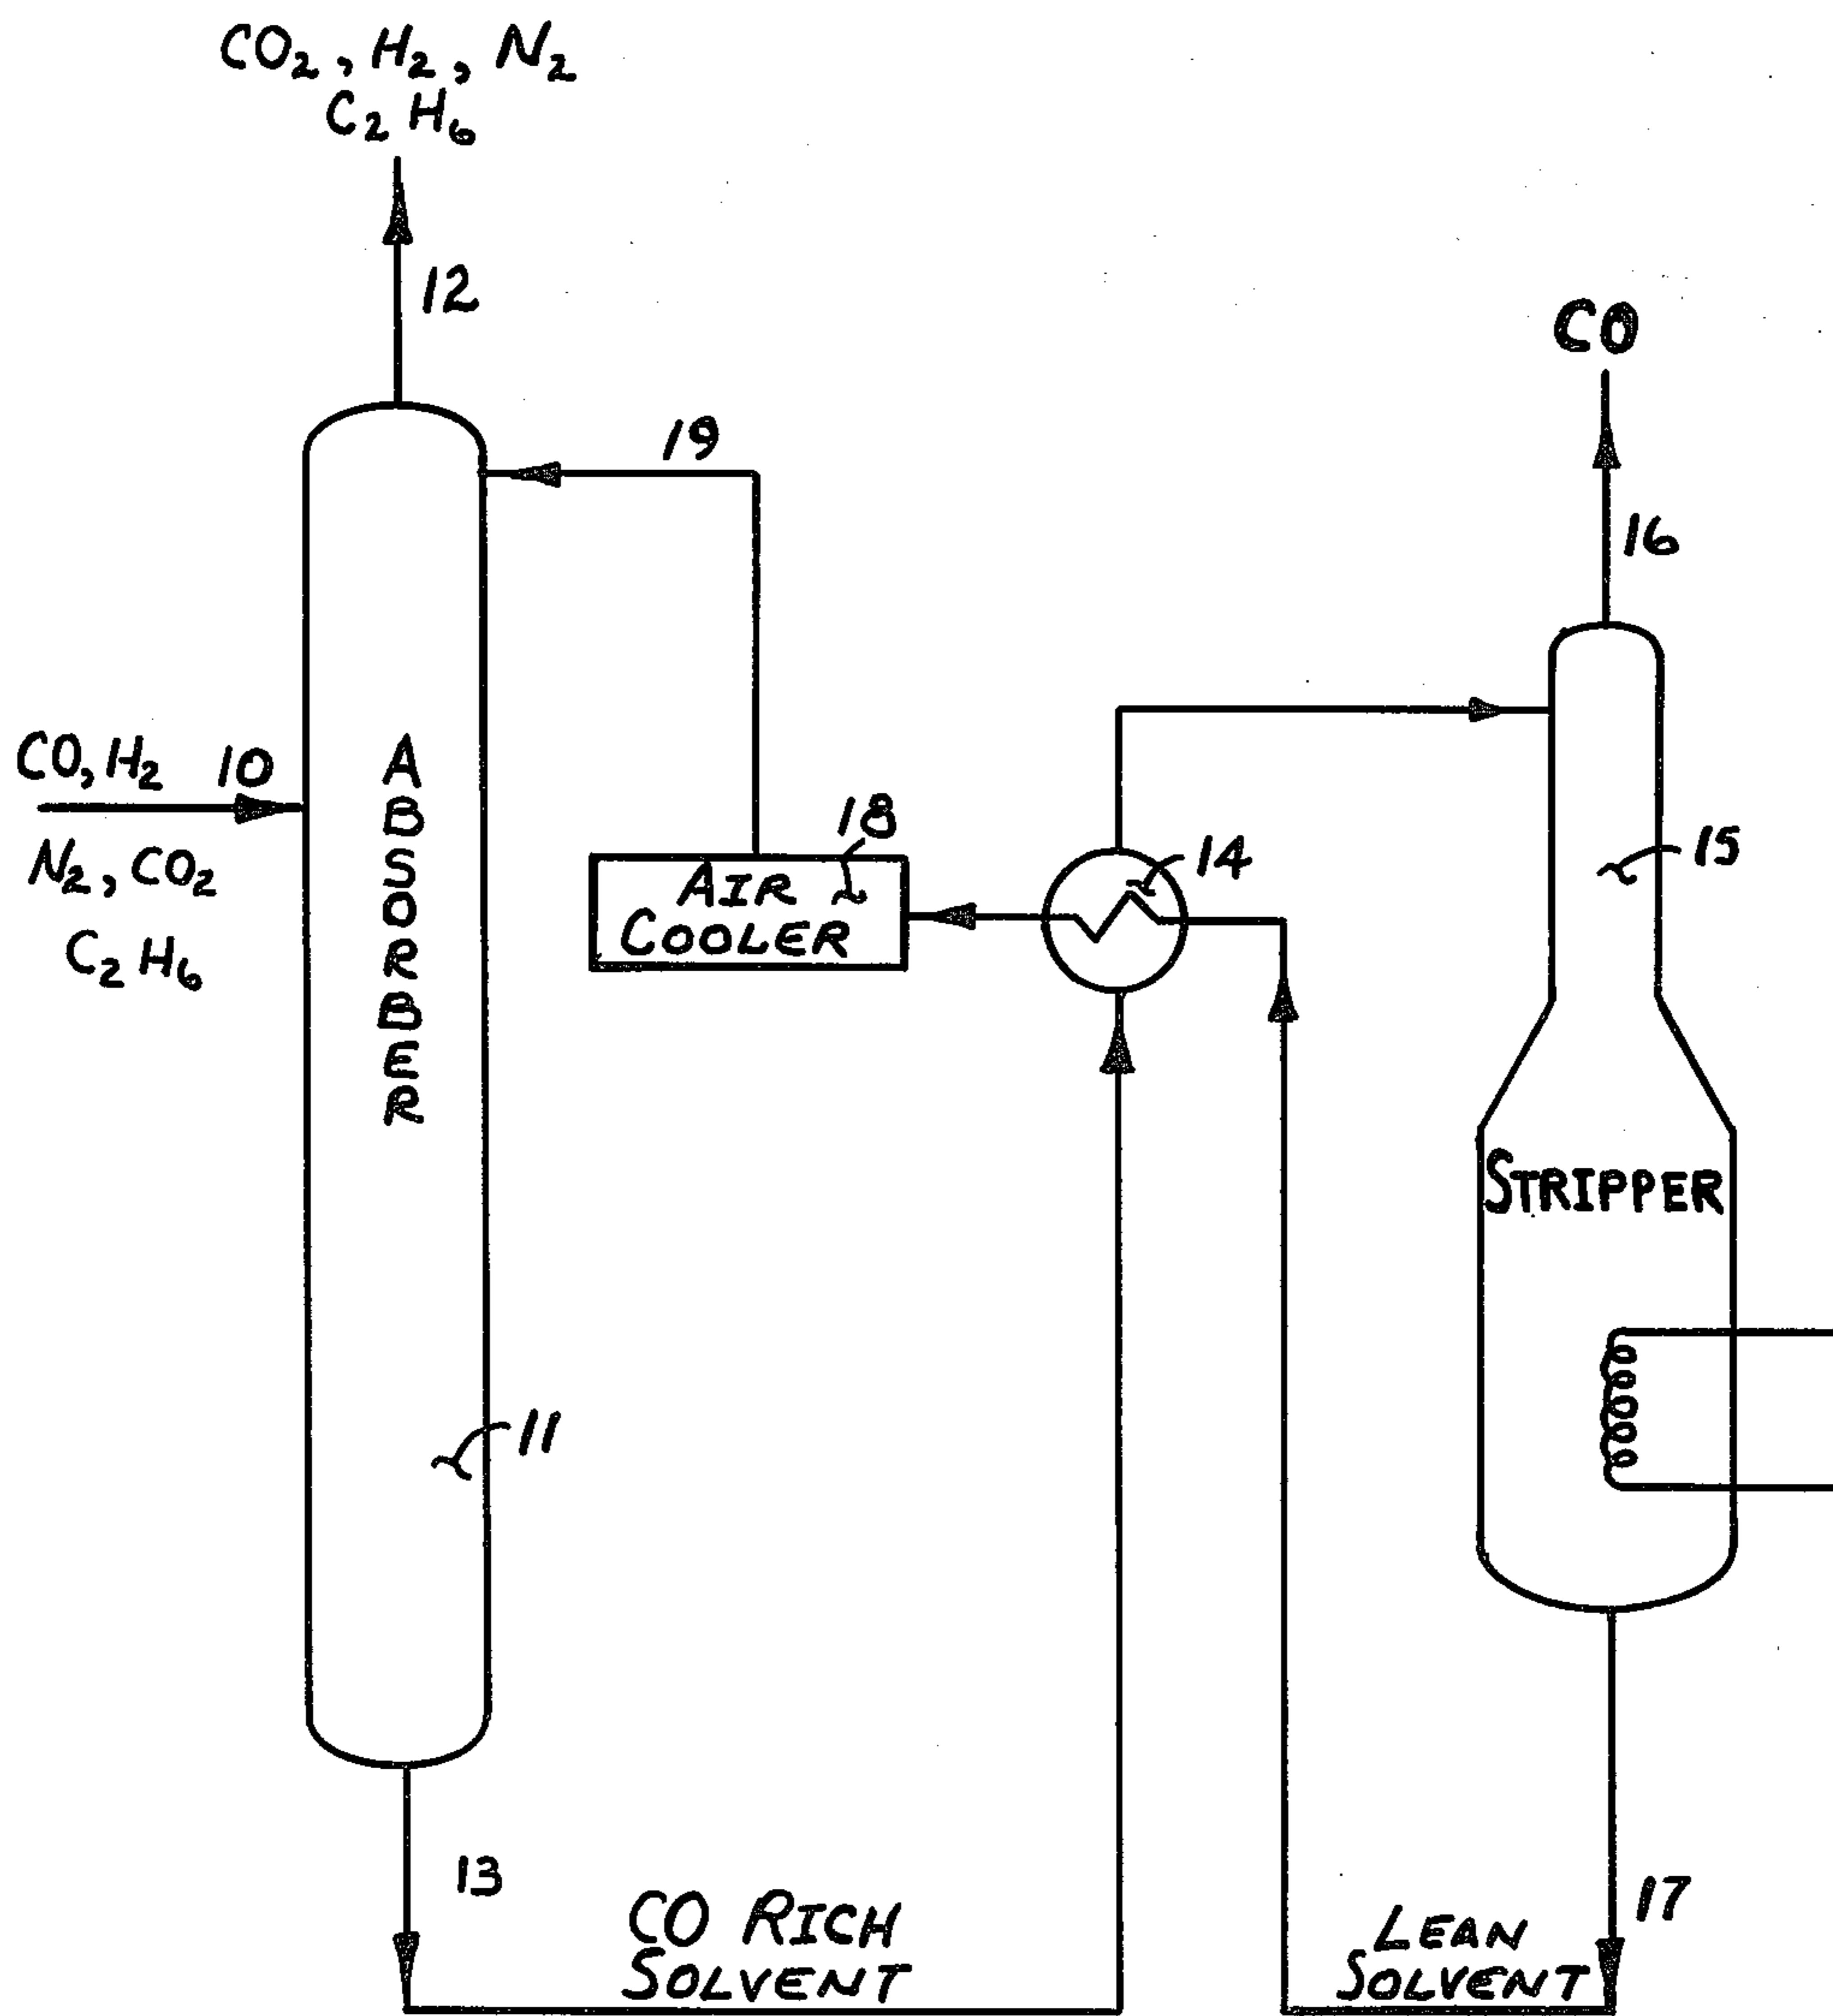 CO₂, H₂, N₂
C₂H₆
12
19
CO
16
CO, H₂ 10
N₂, CO₂
C₂H₆
ABSORBER
18
AIR
COOLER
14
15
STRIPPER
11
13
CO RICH
SOLVENT
LEAN
SOLVENT
17